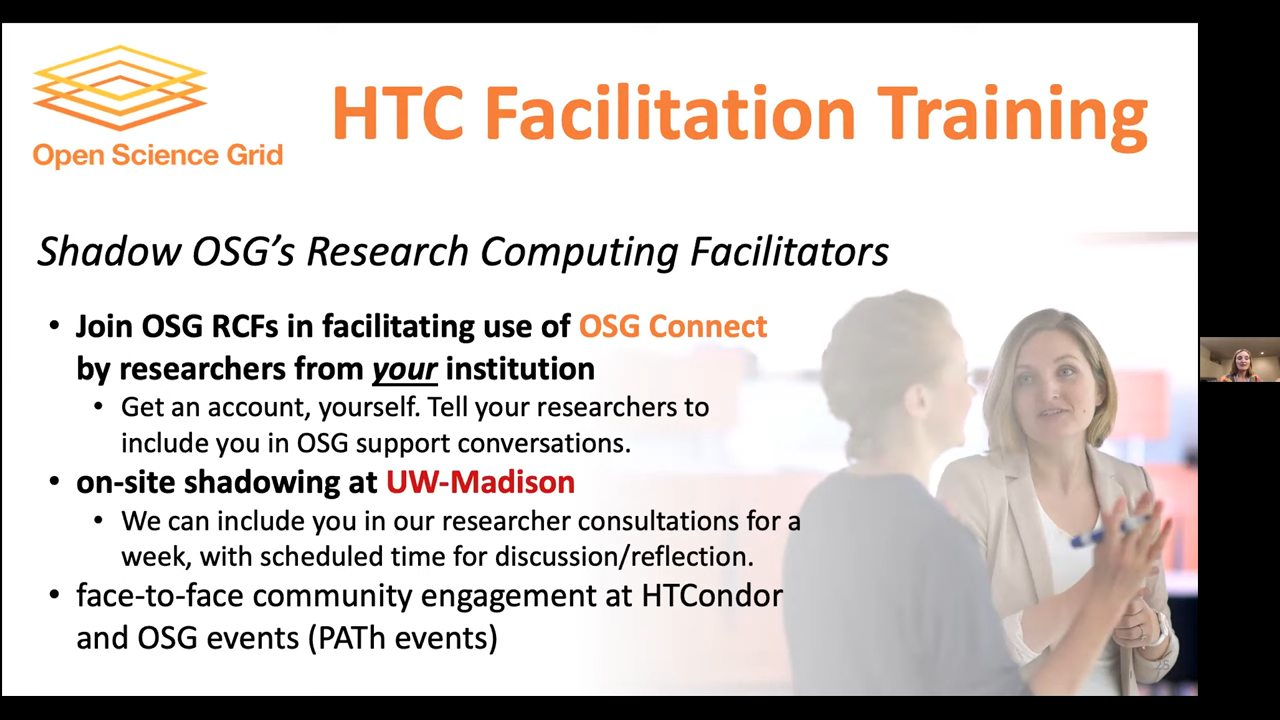 HTC Facilitation Training
Open Science Grid
Shadow OSG’s Research Computing Facilitators
• Join OSG RCFs in facilitating use of OSG Connect
by researchers from your institution
• Get an account, yourself. Tell your researchers to
include you in OSG support conversations.
• on-site shadowing at UW-Madison
• We can include you in our researcher consultations for a
week, with scheduled time for discussion/reflection.
• face-to-face community engagement at HTCondor
and OSG events (PATh events)
25